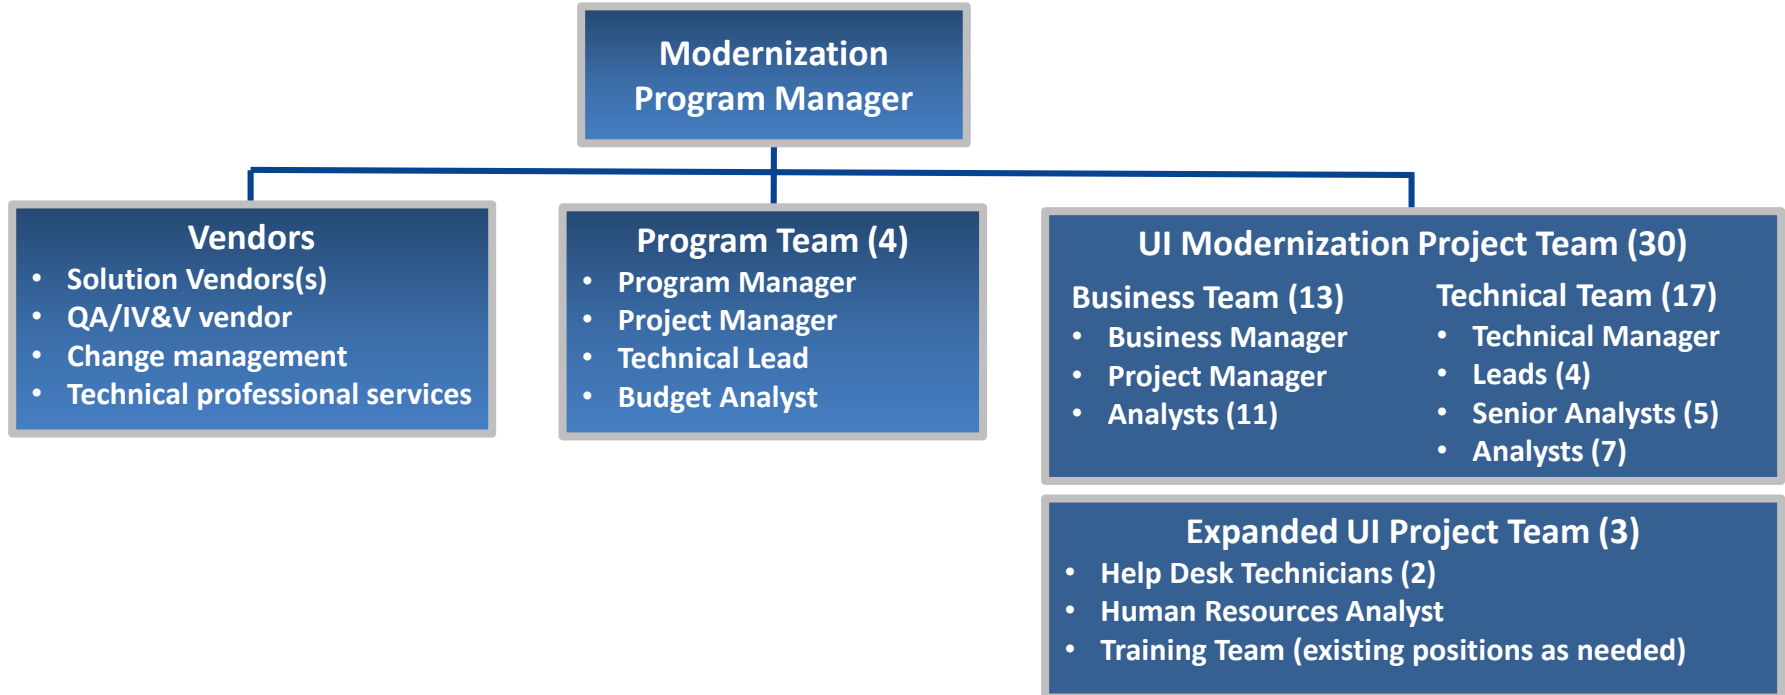 Modernization
Program Manager
Vendors
• Solution Vendors(s)
• QA/IV&V vendor
• Change management
• Technical professional services
Program Team (4)
• Program Manager
• Project Manager
• Technical Lead
• Budget Analyst
UI Modernization Project Team (30)
Business Team (13)
• Business Manager
• Project Manager
• Analysts (11)
Technical Team (17)
• Technical Manager
• Leads (4)
• Senior Analysts (5)
• Analysts (7)
Expanded UI Project Team (3)
• Help Desk Technicians (2)
• Human Resources Analyst
• Training Team (existing positions as needed)